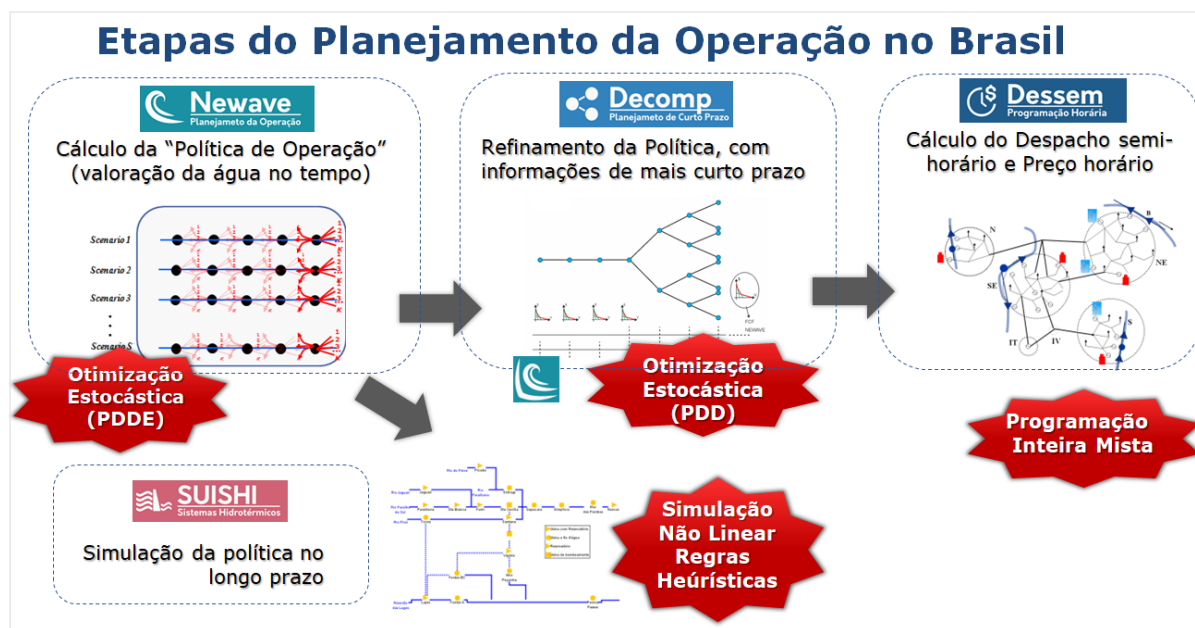 Etapas do Planejamento da Operação no Brasil
Newave
Planejameto da Operação
Cálculo da “Política de Operação”
(valoração da água no tempo)
Scenario 1
Scenario 2
Scenario 3
Scenario S
Otimização
Estocástica
(PDDE)
Decomp
Planejamento de Curto Prazo
Refinamento da Política, com
informações de mais curto prazo
FCF
NEWAVE
Otimização
Estocástica
(PDD)
Dessem
Programação Horária
Cálculo do Despacho semi-
horário e Preço horário
N
B
NE
SE
S
IT
IV
Programação
Inteira Mista
SUISHI
Sistemas Hidrotérmicos
Simulação da política no
longo prazo
Simulação
Não Linear
Regras
Heúrísticas